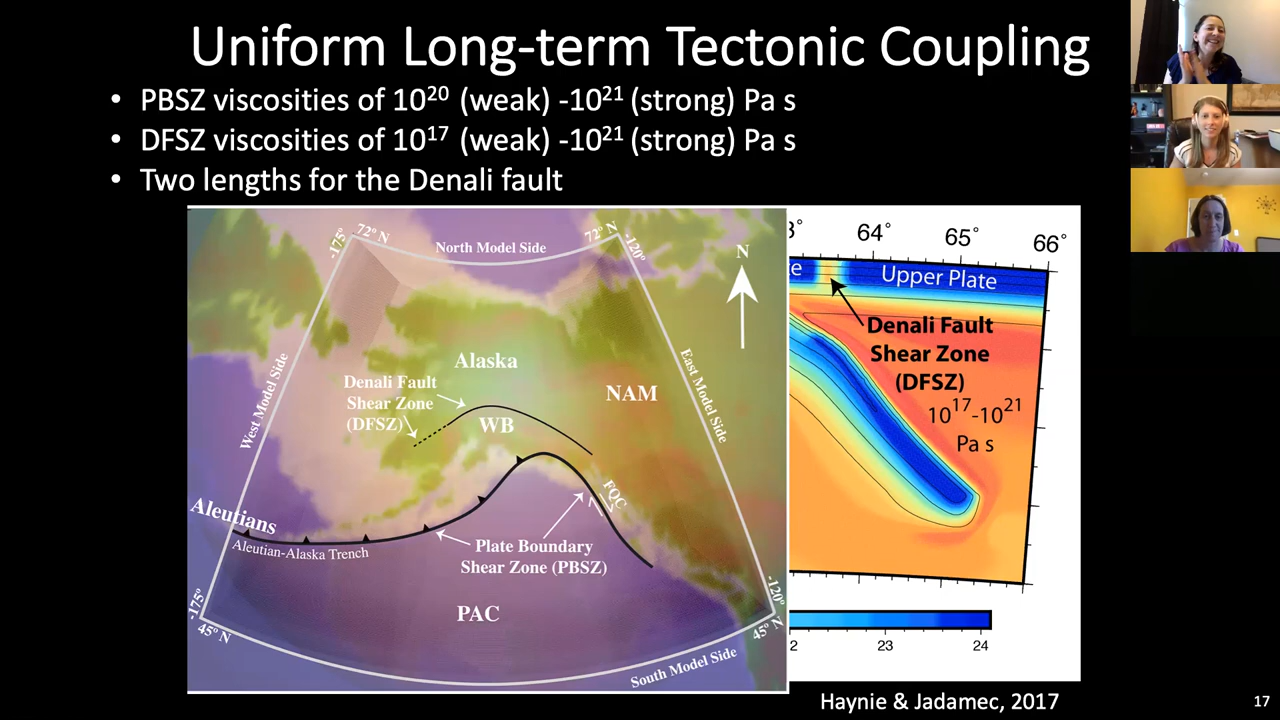 Uniform Long-term Tectonic Coupling
• PBSZ viscosities of 10²⁰ (weak) -10²¹ (strong) Pa s
• DFSZ viscosities of 10¹⁷ (weak) -10²¹ (strong) Pa s
• Two lengths for the Denali fault
-175°
72° N
North Model Side
72° N
-120°
N
West Model Side
East Model Side
Alaska
NAM
Denali Fault
Shear Zone
(DFSZ)
WB
FQC
Aleutians
Aleutian-Alaska Trench
Plate Boundary
Shear Zone (PBSZ)
PAC
-175°
45° N
South Model Side
45° N
-120°
3°
64°
65°
66°
e
Upper Plate
Denali Fault
Shear Zone
(DFSZ)
10¹⁷-10²¹
Pa s
2
23
24
Haynie & Jadamec, 2017
17